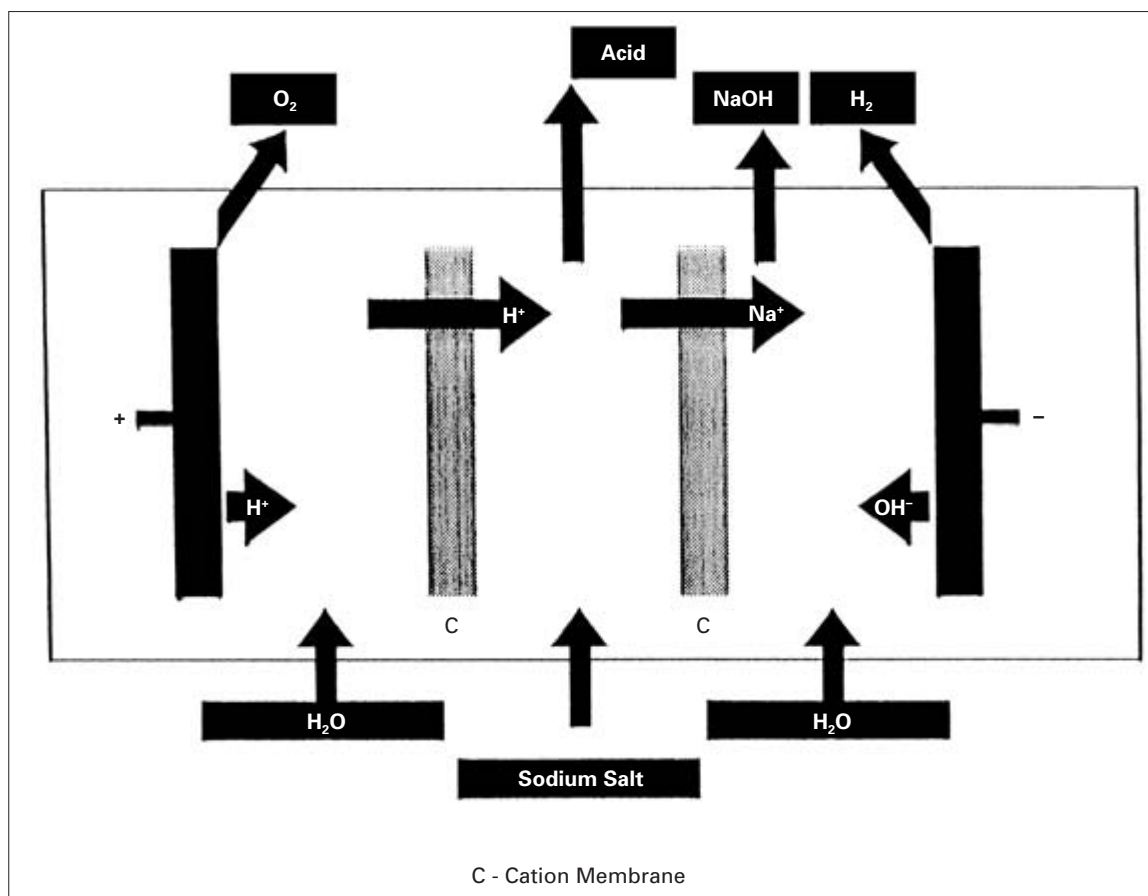 Acid
O₂
NaOH
H₂
H⁺
Na⁺
+
−
H⁺
OH⁻
C
C
H₂O
H₂O
Sodium Salt
C - Cation Membrane